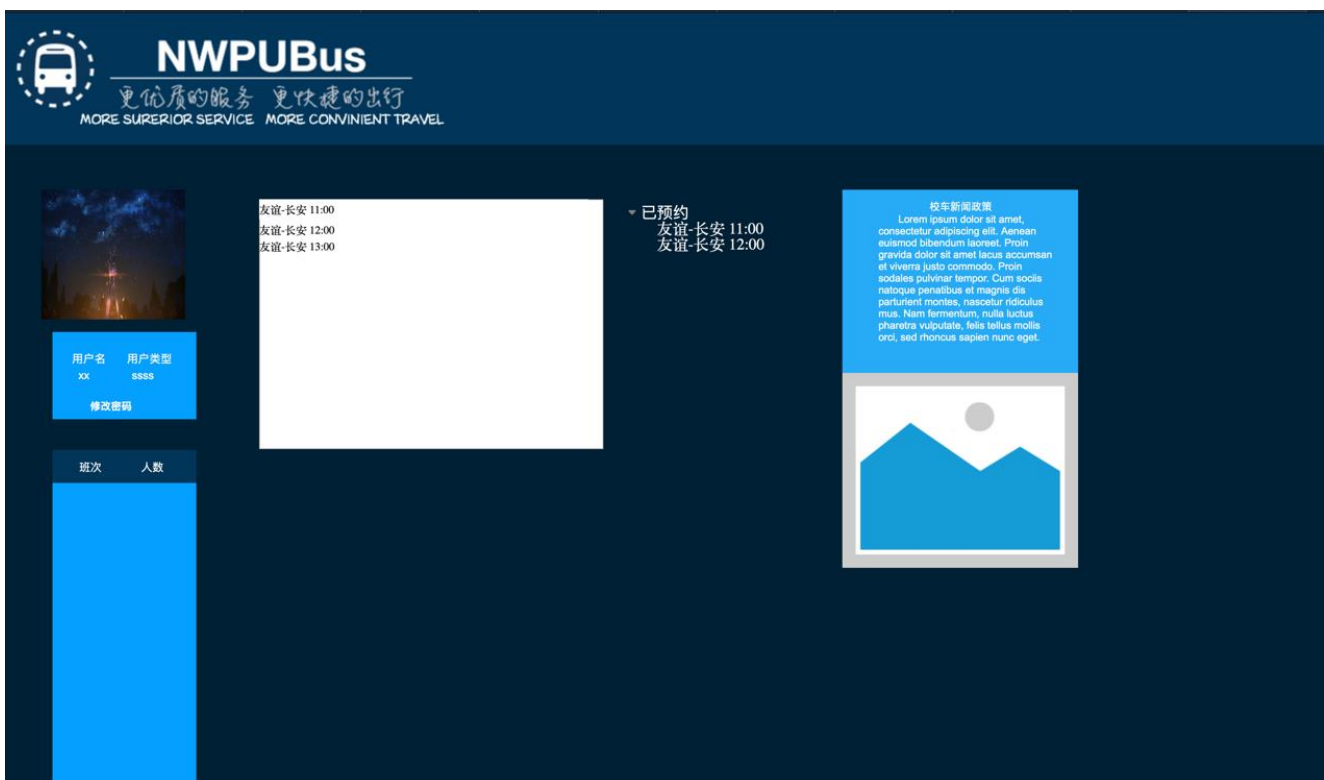 NWPUBus
更优质的服务 更快捷的出行
MORE SURERIOR SERVICE MORE CONVINIENT TRAVEL
用户名 用户类型
xx ssss
修改密码
班次 人数
友谊-长安 11:00
友谊-长安 12:00
友谊-长安 13:00
已预约
友谊-长安 11:00
友谊-长安 12:00
校车新闻政策
Lorem ipsum dolor sit amet,
consectetur adipiscing elit. Aenean
euismod bibendum laoreet. Proin
gravida dolor sit amet lacus accumsan
et viverra justo commodo. Proin
sodales pulvinar tempor. Cum sociis
natoque penatibus et magnis dis
parturient montes, nascetur ridiculus
mus. Nam fermentum, nulla luctus
pharetra vulputate, felis tellus mollis
orci, sed rhoncus sapien nunc eget.